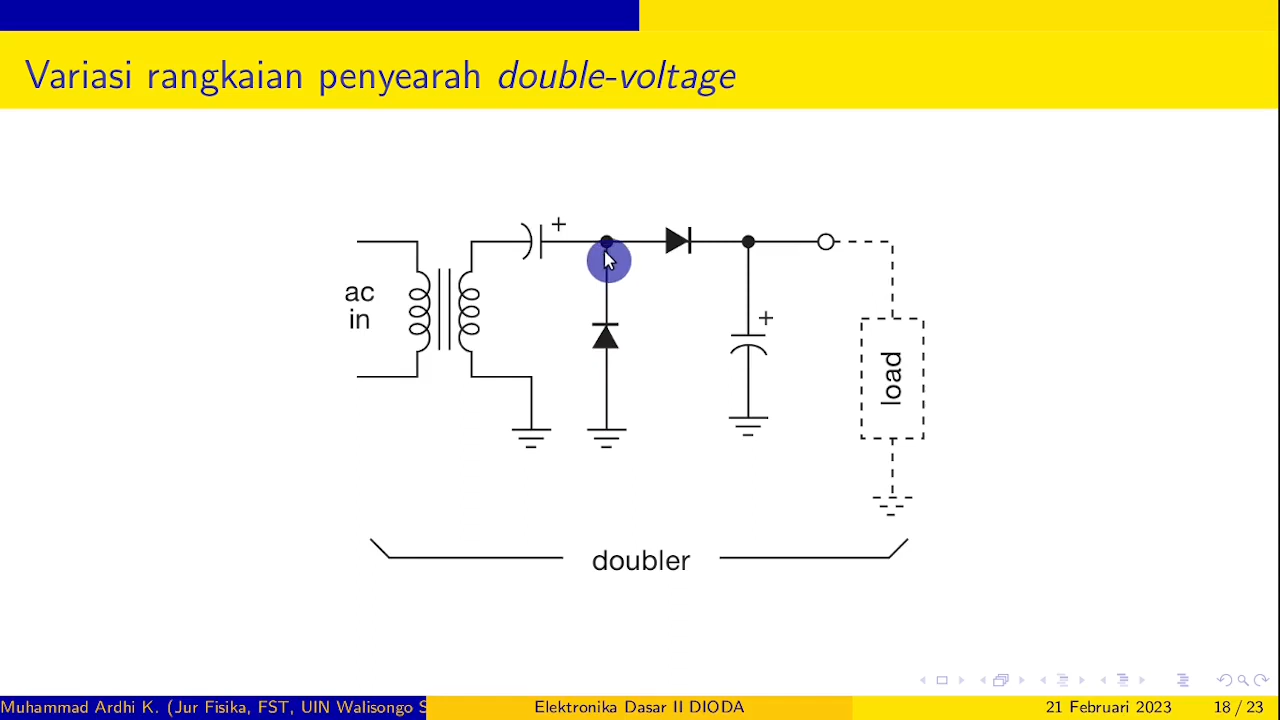 Variasi rangkaian penyearah double-voltage
+
ac
in
+
load
doubler
Muhammad Ardhi K. (Jur Fisika, FST, UIN Walisongo S
Elektronika Dasar II DIODA
21 Februari 2023
18 / 23